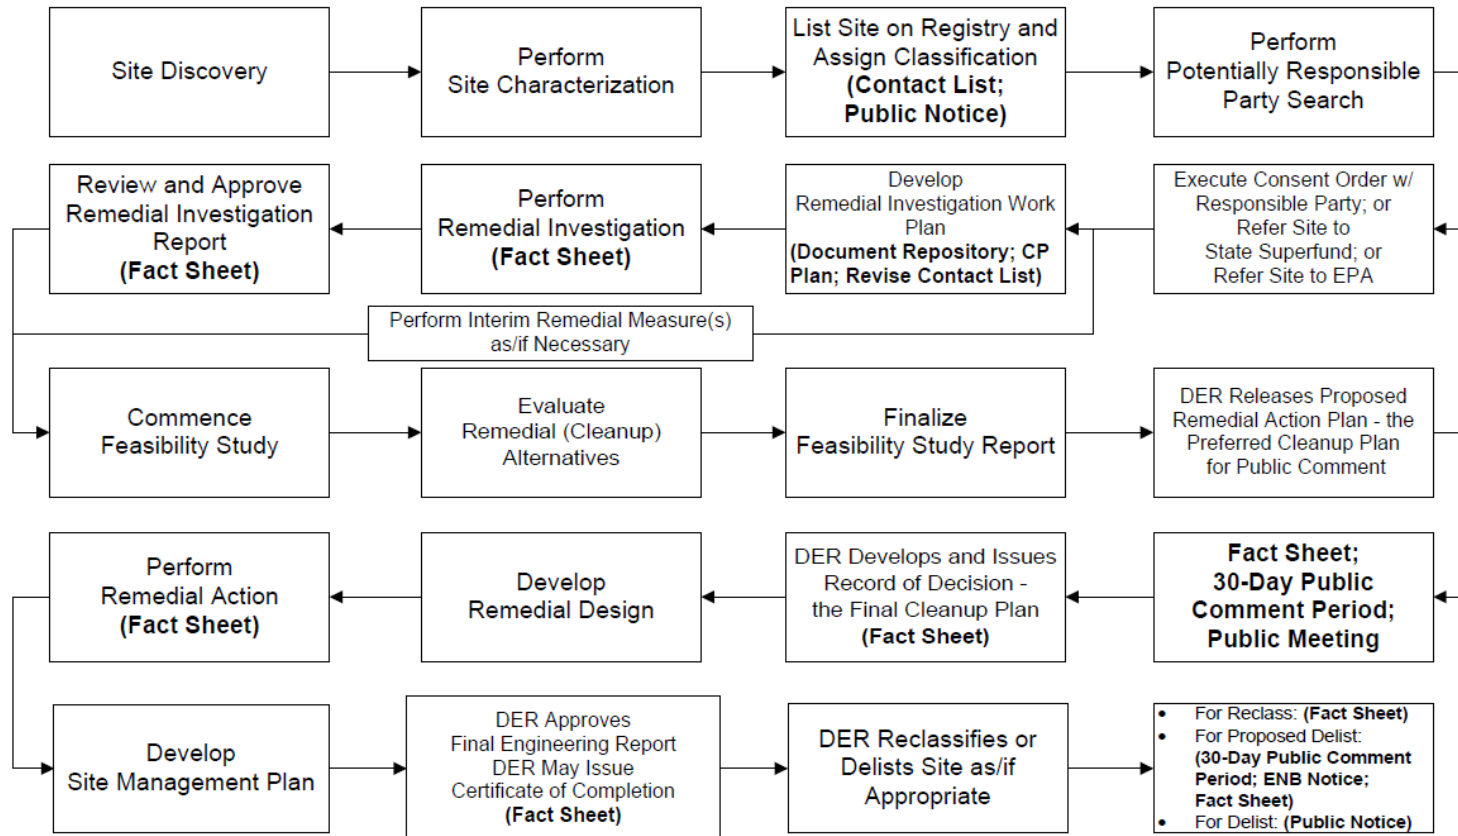 Site Discovery
Perform
Site Characterization
List Site on Registry and
Assign Classification
(Contact List;
Public Notice)
Perform
Potentially Responsible
Party Search
Execute Consent Order w/
Responsible Party; or
Refer Site to
State Superfund; or
Refer Site to EPA
Develop
Remedial Investigation Work
Plan
(Document Repository; CP
Plan; Revise Contact List)
Perform
Remedial Investigation
(Fact Sheet)
Review and Approve
Remedial Investigation
Report
(Fact Sheet)
Perform Interim Remedial Measure(s)
as/if Necessary
Commence
Feasibility Study
Evaluate
Remedial (Cleanup)
Alternatives
Finalize
Feasibility Study Report
DER Releases Proposed
Remedial Action Plan - the
Preferred Cleanup Plan
for Public Comment
Fact Sheet;
30-Day Public
Comment Period;
Public Meeting
DER Develops and Issues
Record of Decision -
the Final Cleanup Plan
(Fact Sheet)
Develop
Remedial Design
Perform
Remedial Action
(Fact Sheet)
Develop
Site Management Plan
DER Approves
Final Engineering Report
DER May Issue
Certificate of Completion
(Fact Sheet)
DER Reclassifies or
Delists Site as/if
Appropriate
• For Reclass: (Fact Sheet)
• For Proposed Delist:
(30-Day Public Comment
Period; ENB Notice;
Fact Sheet)
• For Delist: (Public Notice)